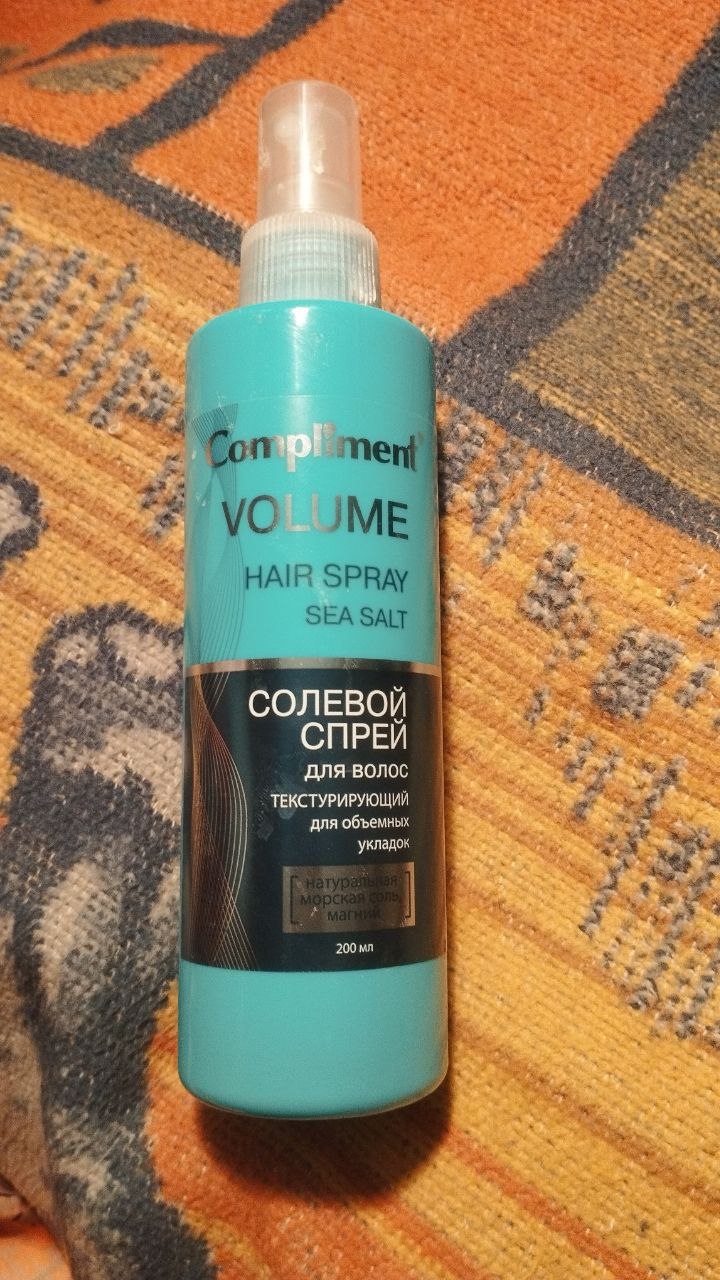 Compliment
VOLUME
HAIR SPRAY
SEA SALT
СОЛЕВОЙ
СПРЕЙ
для волос
ТЕКСТУРИРУЮЩИЙ
для объемных
укладок
натуральная
морская соль,
магний
200 мл